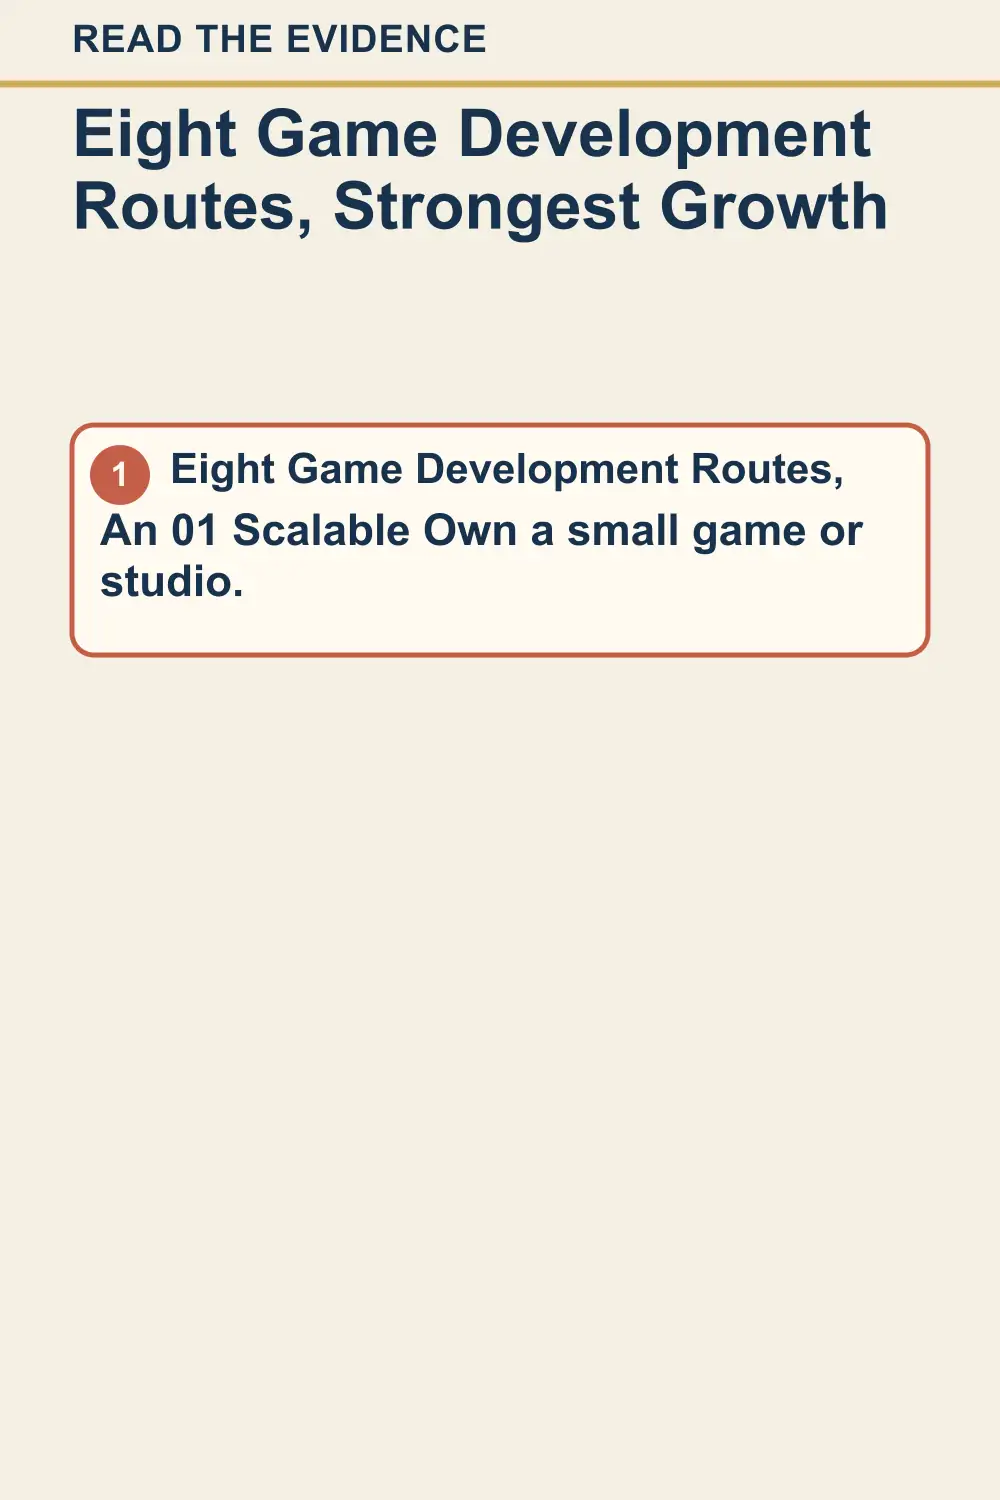 READ THE EVIDENCE
Eight Game Development
Routes, Strongest Growth
1 Eight Game Development Routes,
An 01 Scalable Own a small game or
studio.